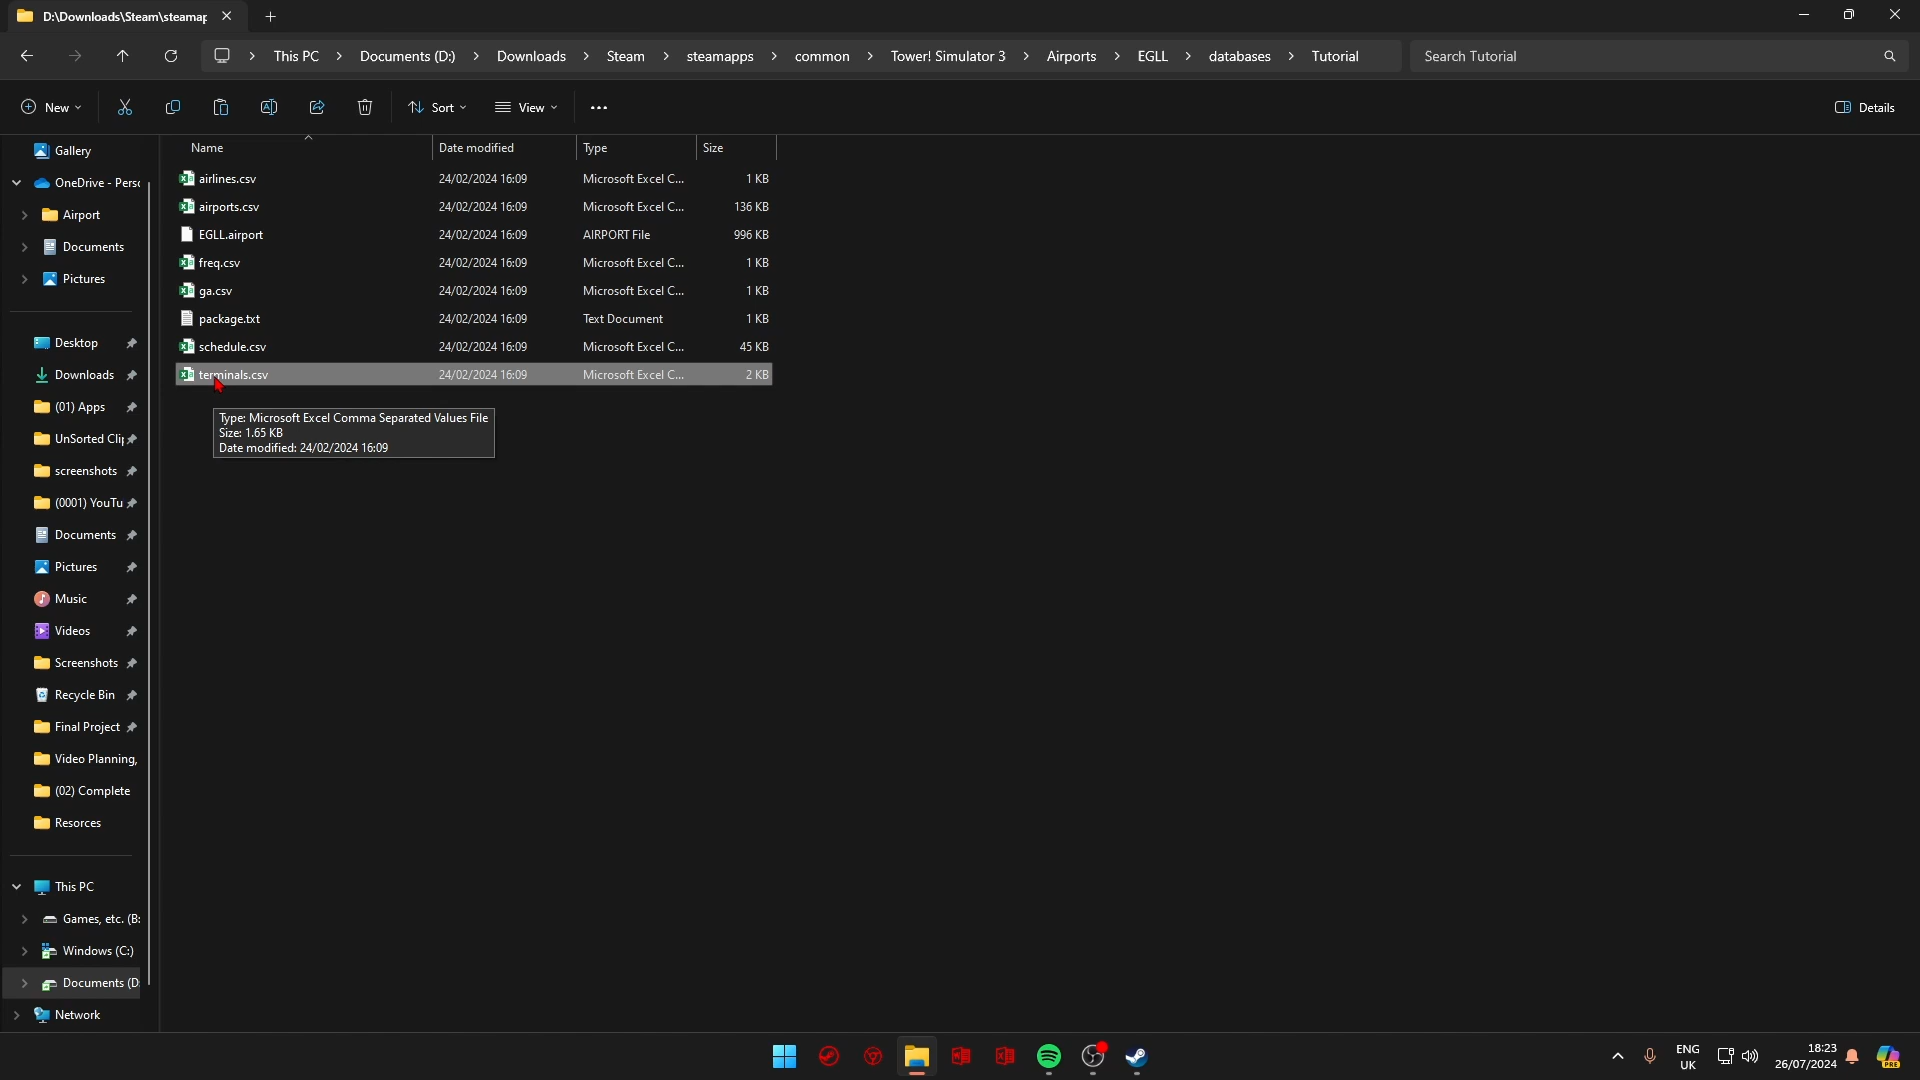 D:\Downloads\Steam\steamap
This PC > Documents (D:) > Downloads > Steam > steamapps > common > Tower! Simulator 3 > Airports > EGLL > databases > Tutorial
Search Tutorial
New
Sort
View
Details
Name Date modified Type Size
airlines.csv 24/02/2024 16:09 Microsoft Excel C... 1 KB
airports.csv 24/02/2024 16:09 Microsoft Excel C... 136 KB
EGLL.airport 24/02/2024 16:09 AIRPORT File 996 KB
freq.csv 24/02/2024 16:09 Microsoft Excel C... 1 KB
ga.csv 24/02/2024 16:09 Microsoft Excel C... 1 KB
package.txt 24/02/2024 16:09 Text Document 1 KB
schedule.csv 24/02/2024 16:09 Microsoft Excel C... 45 KB
terminals.csv 24/02/2024 16:09 Microsoft Excel C... 2 KB
Type: Microsoft Excel Comma Separated Values File
Size: 1.65 KB
Date modified: 24/02/2024 16:09
Gallery
OneDrive - Perso
Airport
Documents
Pictures
Desktop
Downloads
(01) Apps
UnSorted Clip
screenshots
(0001) YouTu
Documents
Pictures
Music
Videos
Screenshots
Recycle Bin
Final Project
Video Planning,
(02) Complete
Resorces
This PC
Games, etc. (B:
Windows (C:)
Documents (D:
Network
ENG
UK
18:23
26/07/2024
PRE